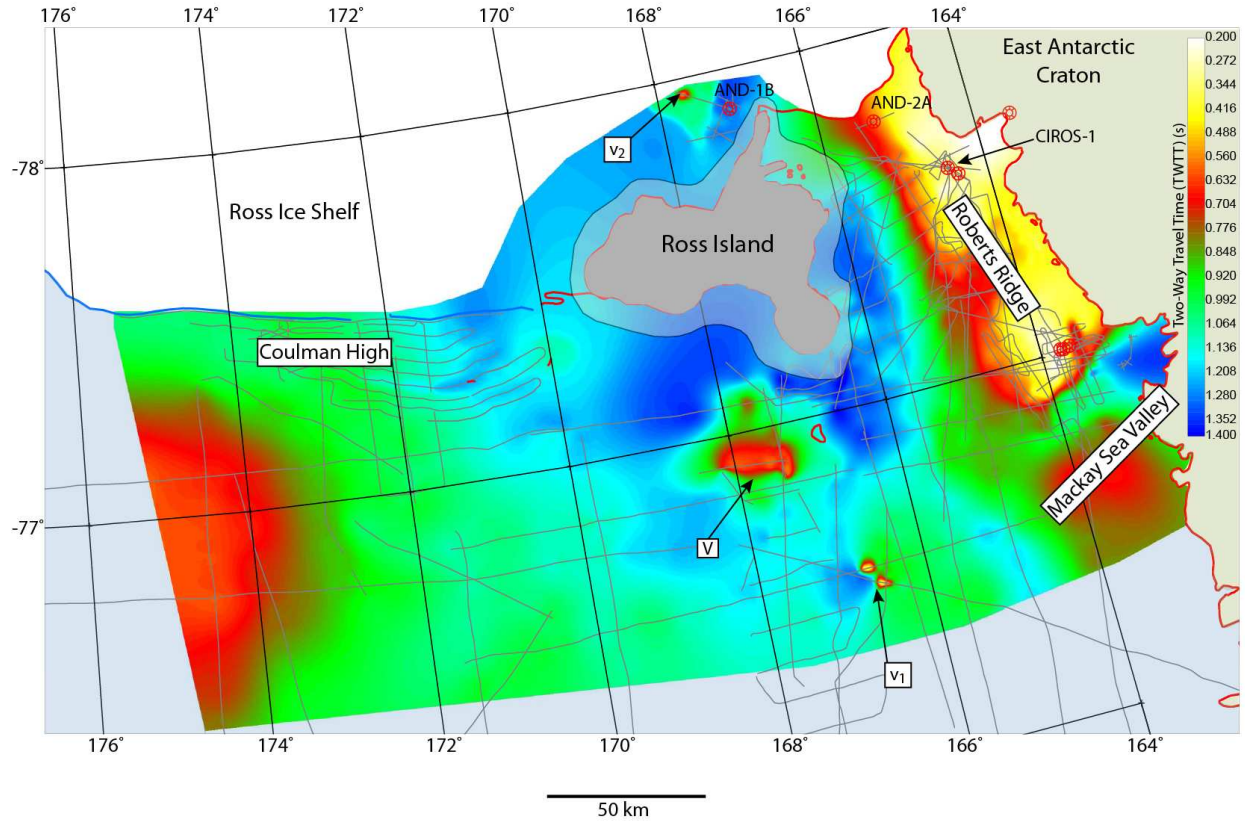 176˚
174˚
172˚
170˚
168˚
166˚
164˚
East Antarctic
Craton
0.200
0.272
0.344
0.416
0.488
0.560
0.632
0.704
0.776
0.848
0.920
0.992
1.064
1.136
1.208
1.280
1.352
1.400
Two-Way Travel Time (TWTT) (s)
AND-1B
AND-2A
CIROS-1
v2
-78˚
Ross Ice Shelf
Ross Island
Roberts Ridge
Coulman High
Mackay Sea Valley
-77˚
V
v1
176˚
174˚
172˚
170˚
168˚
166˚
164˚
50 km